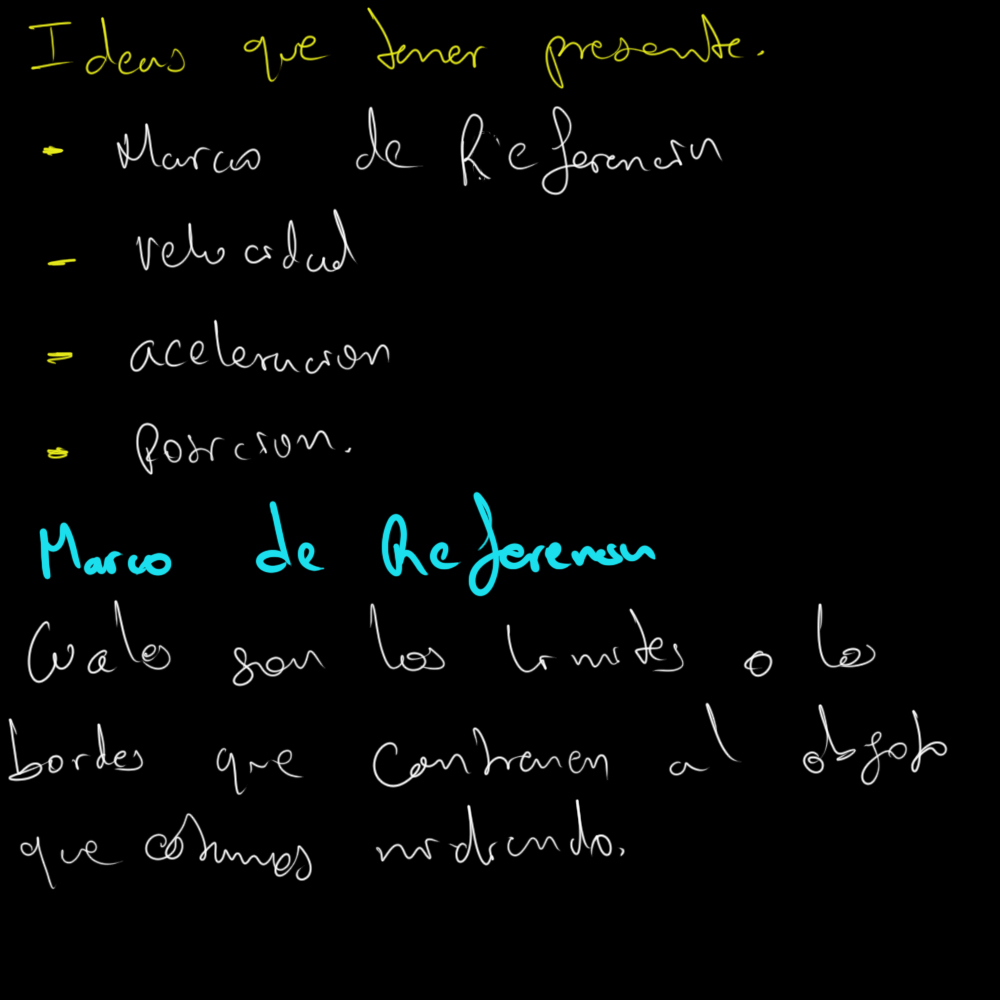 Ideas que tener presente.
- Marco de Referencia
- velocidad
- aceleracion
- Posicion.
Marco de Referencia
Cuales son los limites o los
bordes que contienen al objeto
que estamos midiendo.